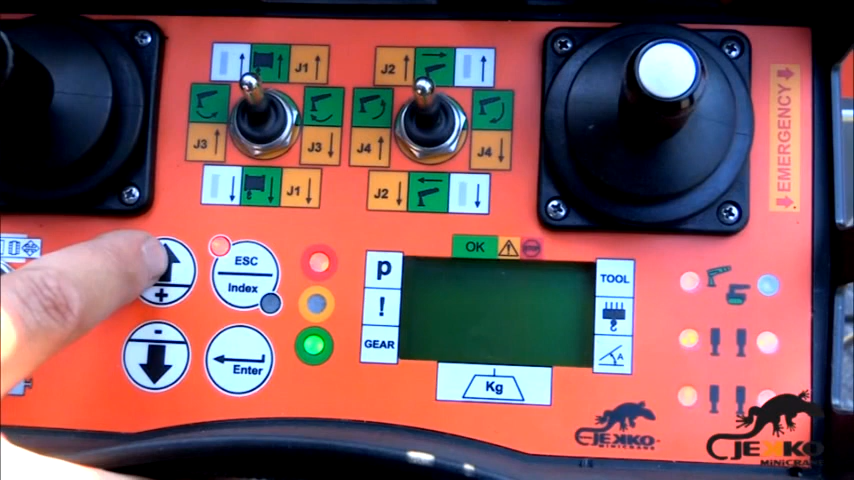 J1
J2
J3
J3
J4
J4
J1
J2
EMERGENCY
+
ESC
Index
OK
p
!
GEAR
TOOL
A
-
Enter
Kg
JEKKO
MINICRANE
JEKKO
MINICRANE